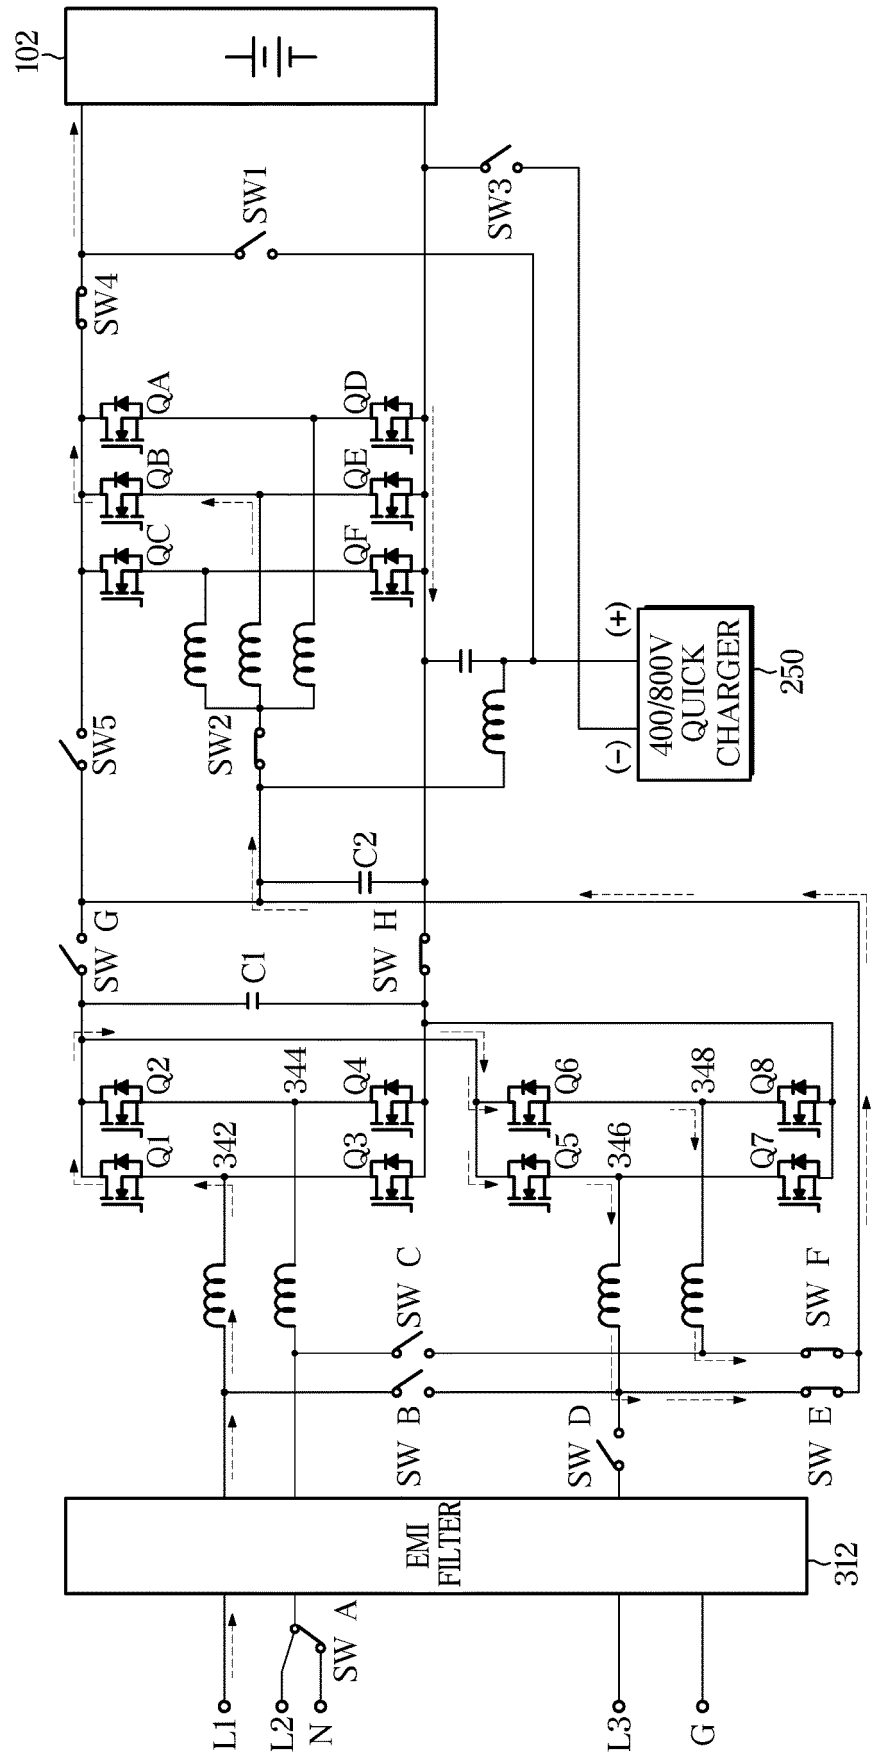 L1
L2
N
L3
G
SW A
EMI
FILTER
312
SW B
SW C
SW D
SW E
SW F
342
344
346
348
Q1
Q2
Q3
Q4
Q5
Q6
Q7
Q8
C1
SW G
SW H
C2
SW5
SW2
QC
QB
QA
QF
QE
QD
SW4
SW1
SW3
(-)
(+)
400/800V
QUICK
CHARGER
250
102